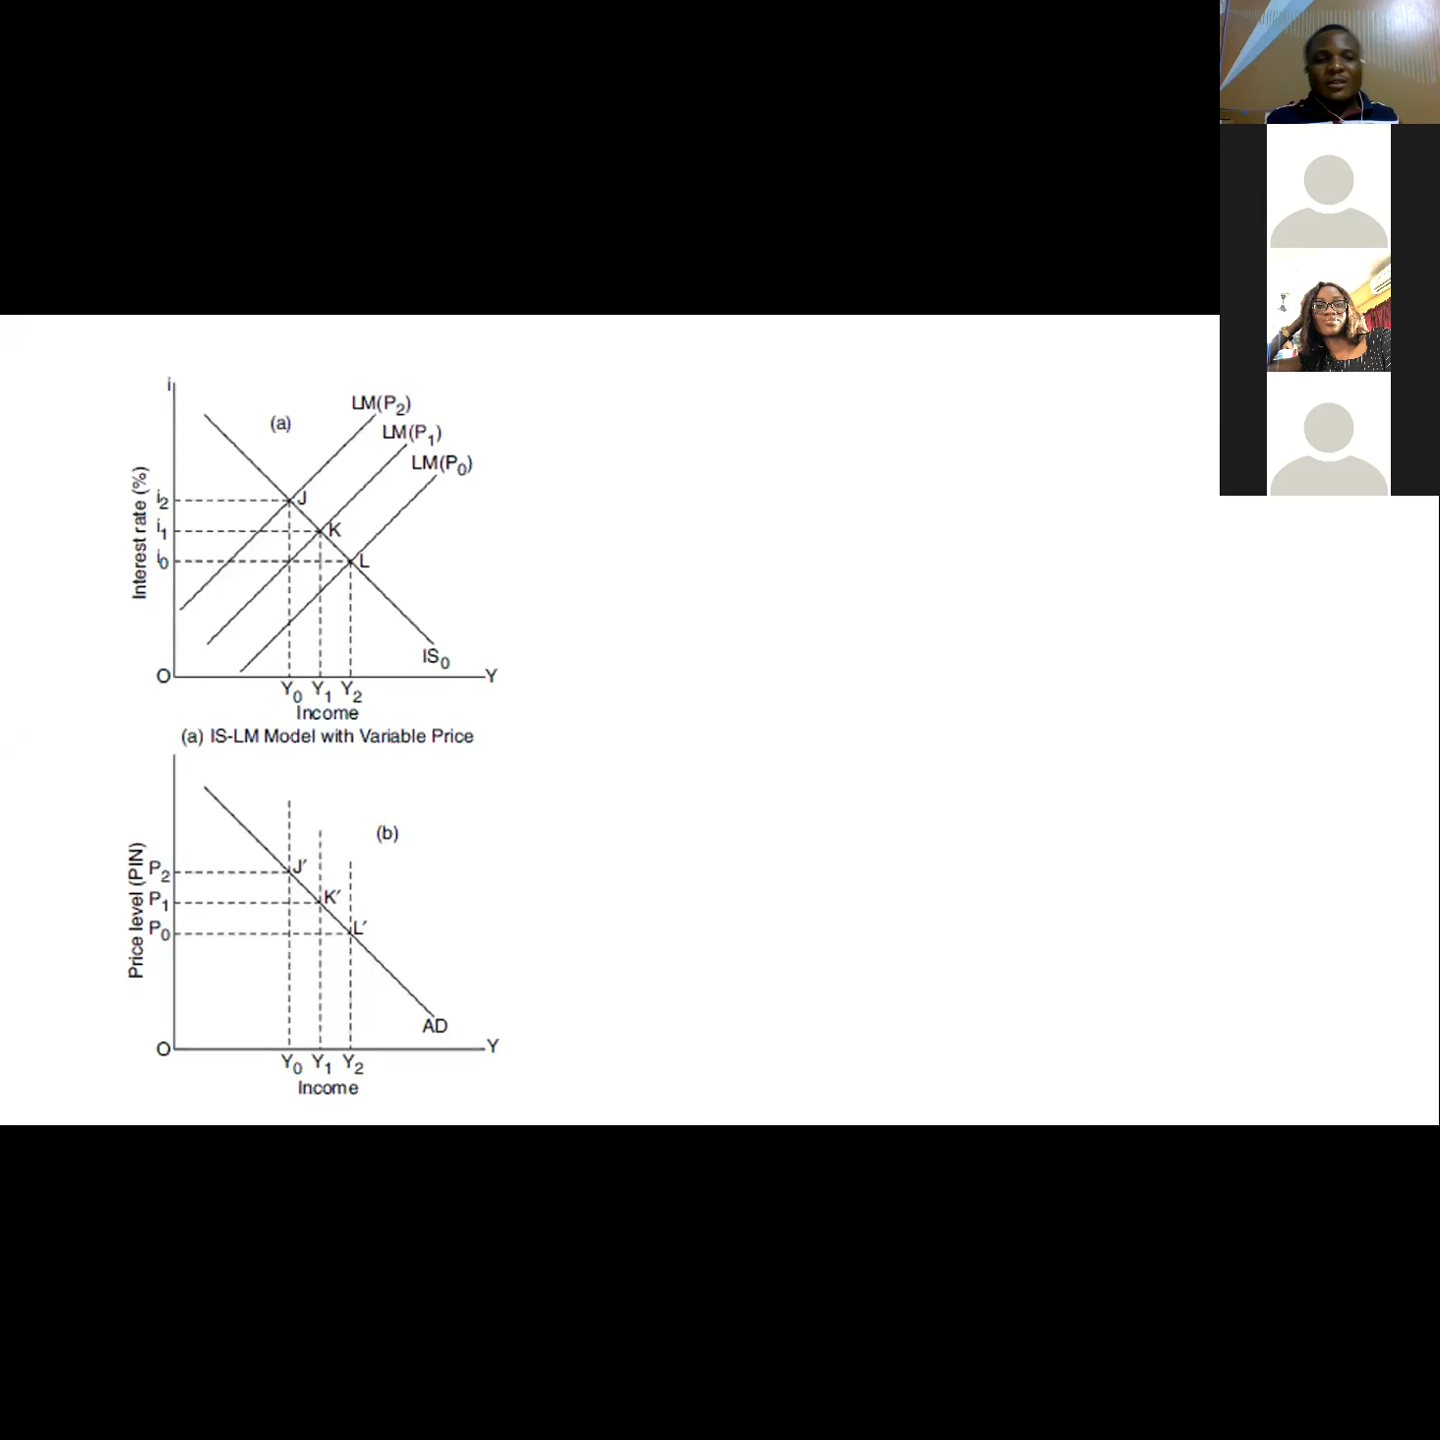 i
(a)
LM(P2)
LM(P1)
LM(P0)
Interest rate (%)
i2
i1
i0
J
K
L
IS0
O
Y
Y0 Y1 Y2
Income
(a) IS-LM Model with Variable Price
(b)
Price level (PIN)
P2
P1
P0
J′
K′
L′
AD
O
Y
Y0 Y1 Y2
Income